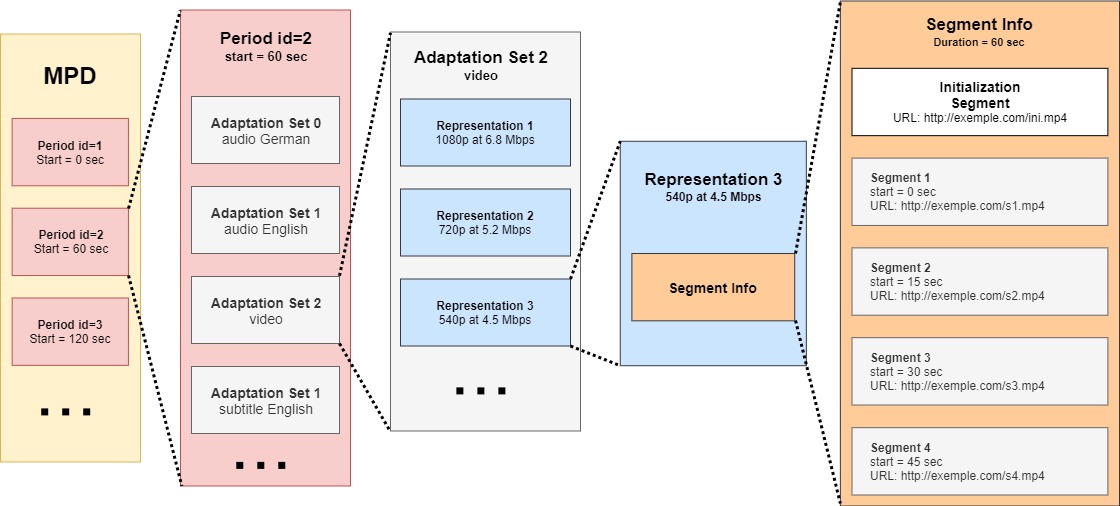 MPD
Period id=1
Start = 0 sec
Period id=2
Start = 60 sec
Period id=3
Start = 120 sec
Period id=2
start = 60 sec
Adaptation Set 0
audio German
Adaptation Set 1
audio English
Adaptation Set 2
video
Adaptation Set 1
subtitle English
Adaptation Set 2
video
Representation 1
1080p at 6.8 Mbps
Representation 2
720p at 5.2 Mbps
Representation 3
540p at 4.5 Mbps
Representation 3
540p at 4.5 Mbps
Segment Info
Segment Info
Duration = 60 sec
Initialization
Segment
URL: http://exemple.com/ini.mp4
Segment 1
start = 0 sec
URL: http://exemple.com/s1.mp4
Segment 2
start = 15 sec
URL: http://exemple.com/s2.mp4
Segment 3
start = 30 sec
URL: http://exemple.com/s3.mp4
Segment 4
start = 45 sec
URL: http://exemple.com/s4.mp4